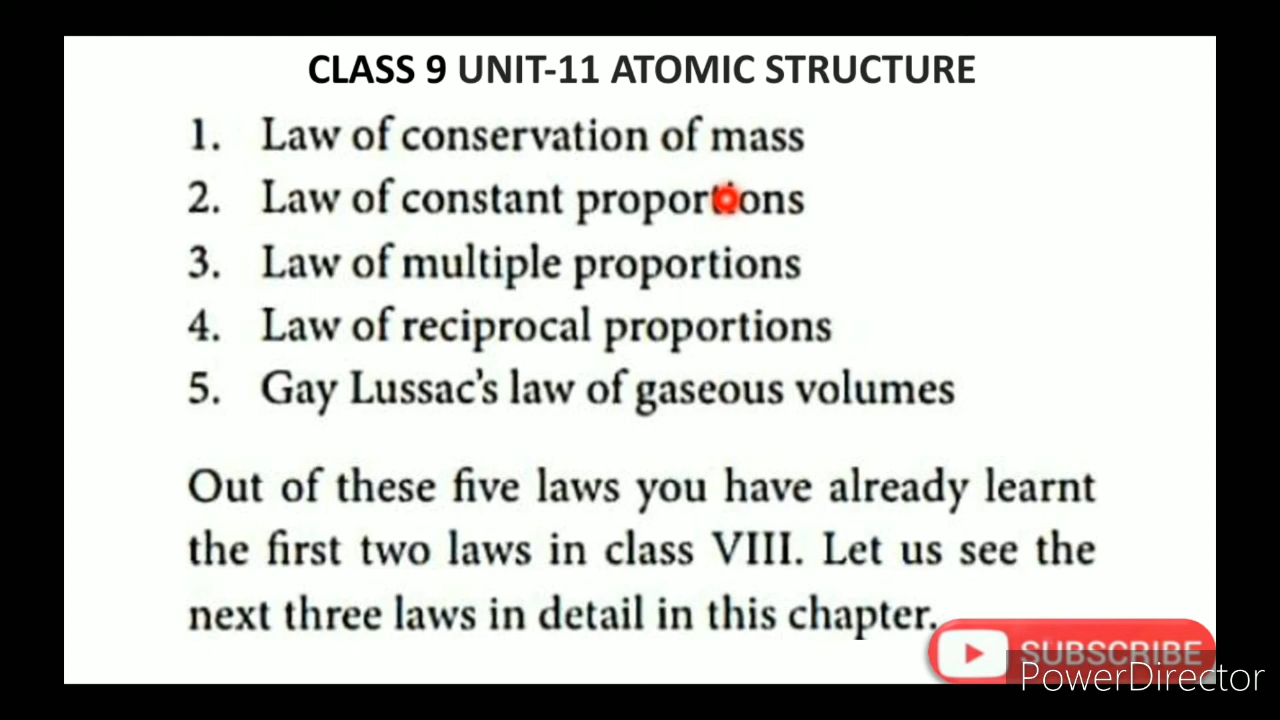 CLASS 9 UNIT-11 ATOMIC STRUCTURE
1. Law of conservation of mass
2. Law of constant proportions
3. Law of multiple proportions
4. Law of reciprocal proportions
5. Gay Lussac's law of gaseous volumes
Out of these five laws you have already learnt
the first two laws in class VIII. Let us see the
next three laws in detail in this chapter.
SUBSCRIBE
PowerDirector